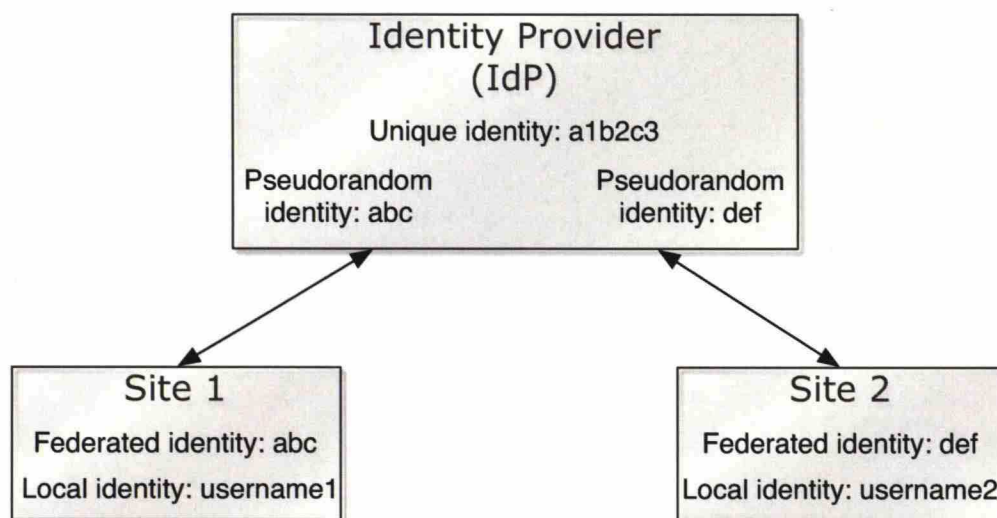 Identity Provider
(IdP)
Unique identity: a1b2c3
Pseudorandom
identity: abc
Pseudorandom
identity: def
Site 1
Federated identity: abc
Local identity: username1
Site 2
Federated identity: def
Local identity: username2